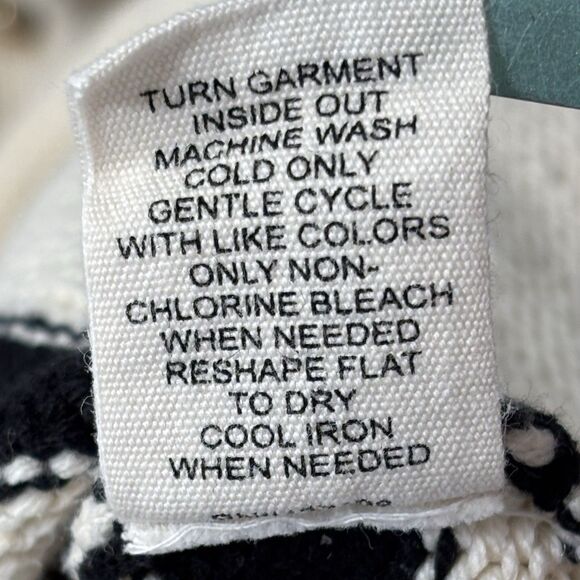 TURN GARMENT
INSIDE OUT
MACHINE WASH
COLD ONLY
GENTLE CYCLE
WITH LIKE COLORS
ONLY NON-
CHLORINE BLEACH
WHEN NEEDED
RESHAPE FLAT
TO DRY
COOL IRON
WHEN NEEDED